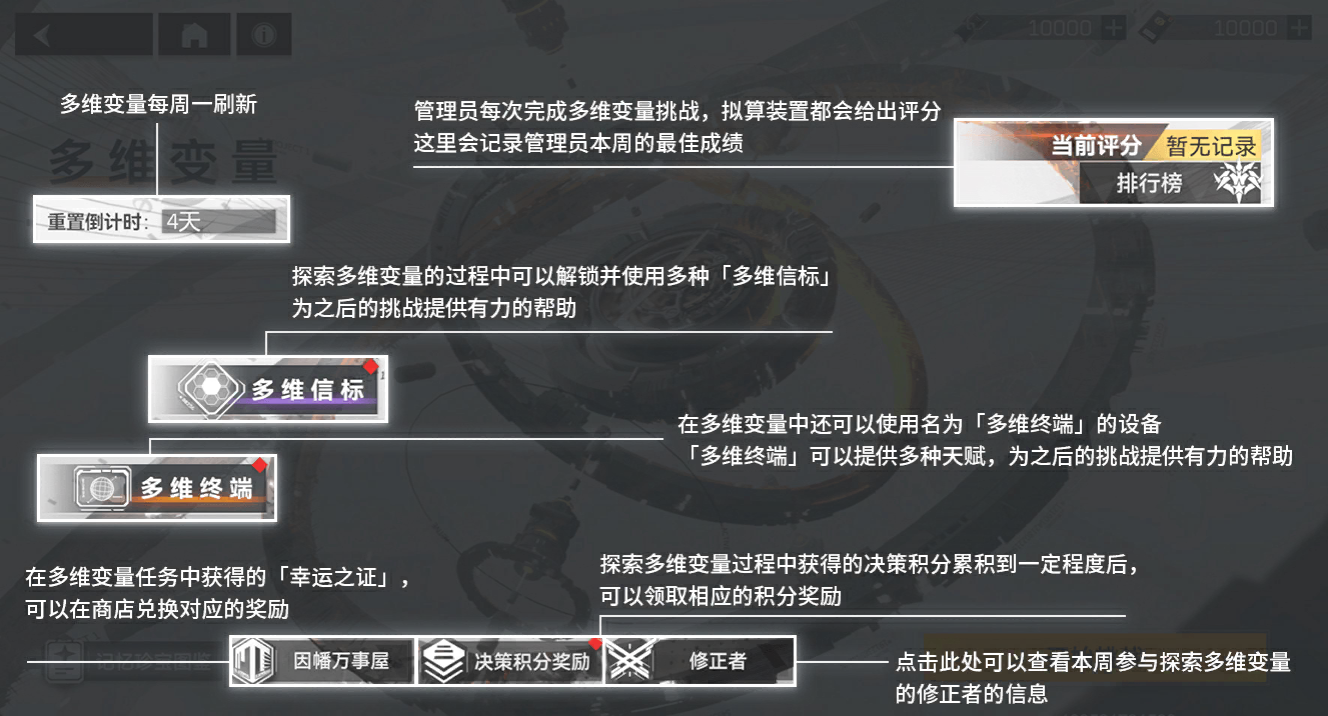 10000
10000
多维变量每周一刷新
管理员每次完成多维变量挑战，拟算装置都会给出评分
这里会记录管理员本周的最佳成绩
多维变量
当前评分
暂无记录
排行榜
重置倒计时：
4天
探索多维变量的过程中可以解锁并使用多种「多维信标」
为之后的挑战提供有力的帮助
多维信标
在多维变量中还可以使用名为「多维终端」的设备
「多维终端」可以提供多种天赋，为之后的挑战提供有力的帮助
多维终端
探索多维变量过程中获得的决策积分累积到一定程度后，
可以领取相应的积分奖励
在多维变量任务中获得的「幸运之证」，
可以在商店兑换对应的奖励
记忆珍宝图鉴
因幡万事屋
决策积分奖励
修正者
点击此处可以查看本周参与探索多维变量
的修正者的信息